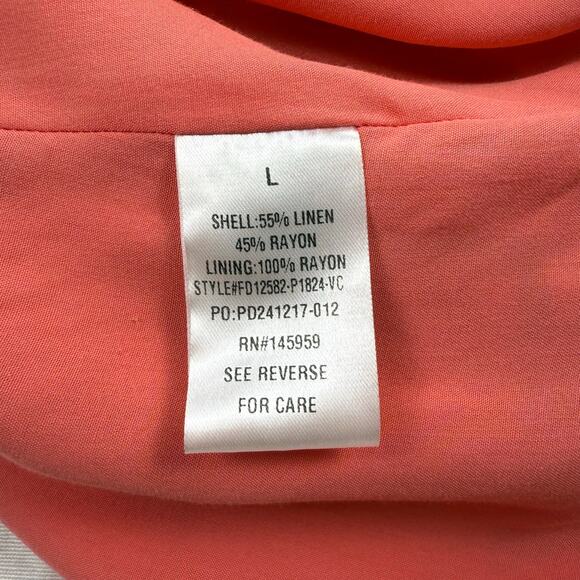 L
SHELL:55% LINEN
45% RAYON
LINING:100% RAYON
STYLE#FD12582-P1824-VC
PO:PD241217-012
RN#145959
SEE REVERSE
FOR CARE